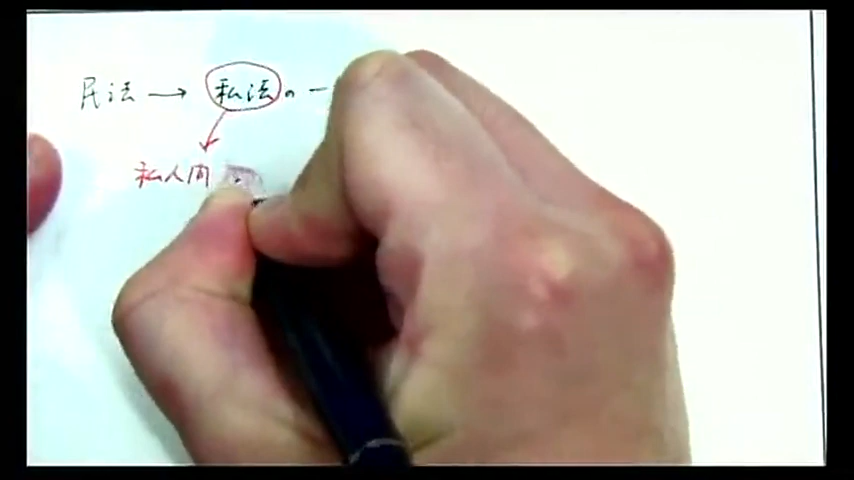 民法 → 私法の一
私人間